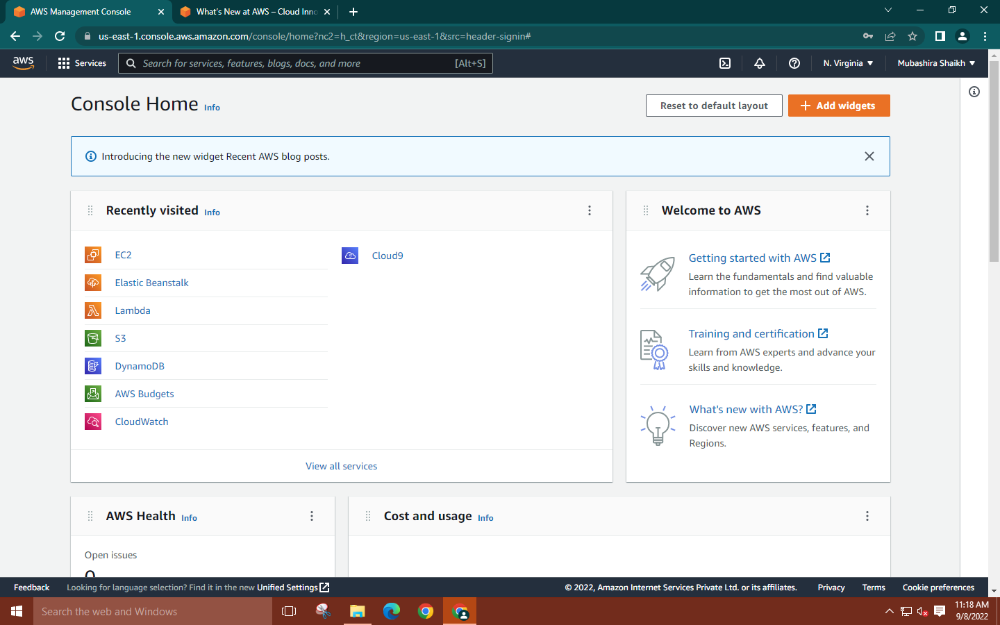 AWS Management Console
What's New at AWS – Cloud Inno
us-east-1.console.aws.amazon.com/console/home?nc2=h_ct&region=us-east-1&src=header-signin#
aws
Services
Search for services, features, blogs, docs, and more
[Alt+S]
N. Virginia
Mubashira Shaikh
Console Home Info
Reset to default layout
Add widgets
Introducing the new widget Recent AWS blog posts.
Recently visited Info
EC2
Elastic Beanstalk
Lambda
S3
DynamoDB
AWS Budgets
CloudWatch
Cloud9
View all services
Welcome to AWS
Getting started with AWS
Learn the fundamentals and find valuable
information to get the most out of AWS.
Training and certification
Learn from AWS experts and advance your
skills and knowledge.
What's new with AWS?
Discover new AWS services, features, and
Regions.
AWS Health Info
Open issues
0
Cost and usage Info
Feedback
Looking for language selection? Find it in the new Unified Settings
© 2022, Amazon Internet Services Private Ltd. or its affiliates.
Privacy
Terms
Cookie preferences
Search the web and Windows
11:18 AM
9/8/2022